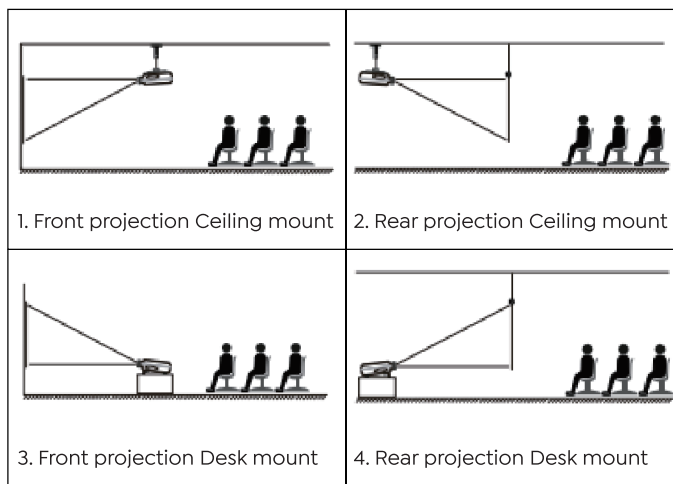 1. Front projection Ceiling mount
2. Rear projection Ceiling mount
3. Front projection Desk mount
4. Rear projection Desk mount